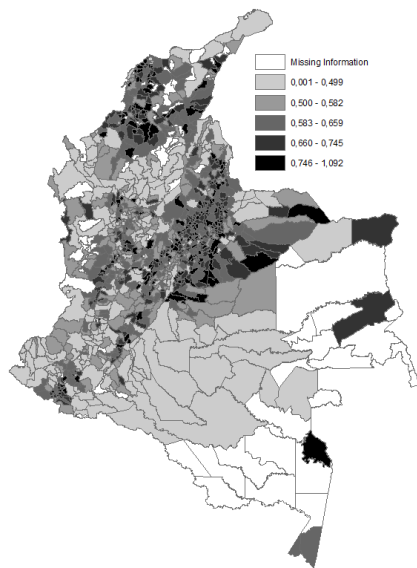 Missing Information
0,001 - 0,499
0,500 - 0,582
0,583 - 0,659
0,660 - 0,745
0,746 - 1,092